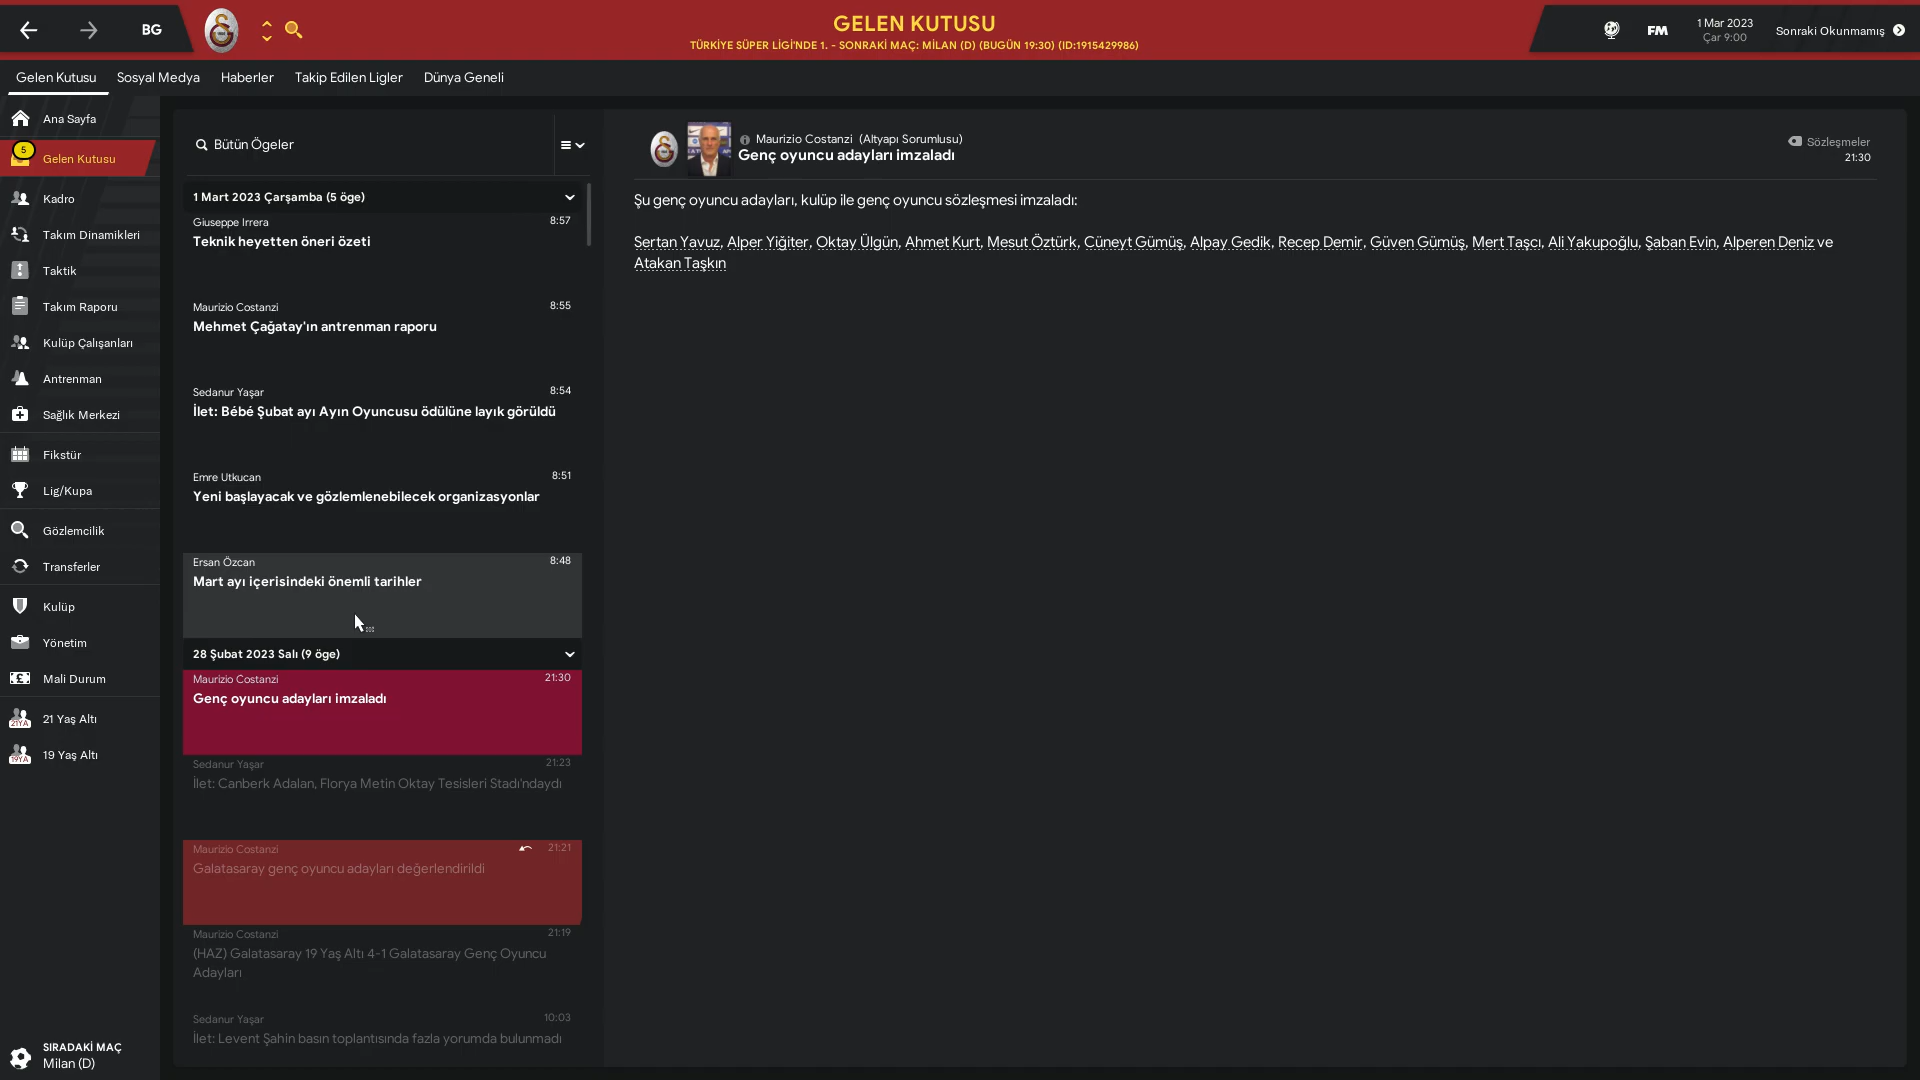 BG
GELEN KUTUSU
TÜRKİYE SÜPER LİGİ'NDE 1. - SONRAKİ MAÇ: MİLAN (D) (BUGÜN 19:30) (ID:1915429986)
FM
1 Mar 2023
Çar 9:00
Sonraki Okunmamış
Gelen Kutusu
Sosyal Medya
Haberler
Takip Edilen Ligler
Dünya Geneli
Ana Sayfa
5
Gelen Kutusu
Kadro
Takım Dinamikleri
Taktik
Takım Raporu
Kulüp Çalışanları
Antrenman
Sağlık Merkezi
Fikstür
Lig/Kupa
Gözlemcilik
Transferler
Kulüp
Yönetim
Mali Durum
21YA
21 Yaş Altı
19YA
19 Yaş Altı
SIRADAKİ MAÇ
Milan (D)
Bütün Ögeler
1 Mart 2023 Çarşamba (5 öge)
Giuseppe Irrera
8:57
Teknik heyetten öneri özeti
Maurizio Costanzi
8:55
Mehmet Çağatay'ın antrenman raporu
Sedanur Yaşar
8:54
İlet: Bébé Şubat ayı Ayın Oyuncusu ödülüne layık görüldü
Emre Utkucan
8:51
Yeni başlayacak ve gözlemlenebilecek organizasyonlar
Ersan Özcan
8:48
Mart ayı içerisindeki önemli tarihler
28 Şubat 2023 Salı (9 öge)
Maurizio Costanzi
21:30
Genç oyuncu adayları imzaladı
Sedanur Yaşar
21:23
İlet: Canberk Adalan, Florya Metin Oktay Tesisleri Stadı'ndaydı
Maurizio Costanzi
21:21
Galatasaray genç oyuncu adayları değerlendirildi
Maurizio Costanzi
21:19
(HAZ) Galatasaray 19 Yaş Altı 4-1 Galatasaray Genç Oyuncu
Adayları
Sedanur Yaşar
10:03
İlet: Levent Şahin basın toplantısında fazla yorumda bulunmadı
Maurizio Costanzi (Altyapı Sorumlusu)
Genç oyuncu adayları imzaladı
Sözleşmeler
21:30
Şu genç oyuncu adayları, kulüp ile genç oyuncu sözleşmesi imzaladı:
Sertan Yavuz, Alper Yiğiter, Oktay Ülgün, Ahmet Kurt, Mesut Öztürk, Cüneyt Gümüş, Alpay Gedik, Recep Demir, Güven Gümüş, Mert Taşcı, Ali Yakupoğlu, Şaban Evin, Alperen Deniz ve
Atakan Taşkın